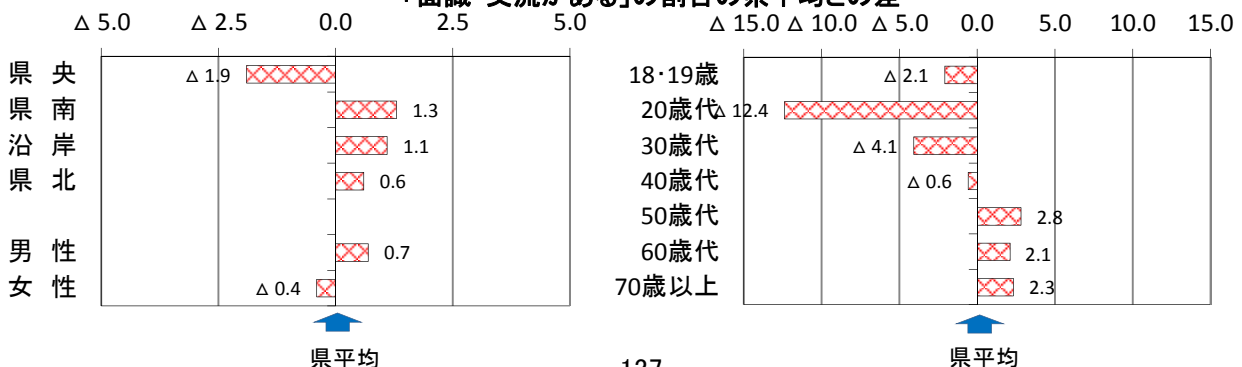 「面識・交流がある」の割合の県平均との差
△ 5.0 △ 2.5 0.0 2.5 5.0
県 央 △ 1.9
県 南 1.3
沿 岸 1.1
県 北 0.6
男 性 0.7
女 性 △ 0.4
県平均
△ 15.0 △ 10.0 △ 5.0 0.0 5.0 10.0 15.0
18・19歳 △ 2.1
20歳代 △ 12.4
30歳代 △ 4.1
40歳代 △ 0.6
50歳代 2.8
60歳代 2.1
70歳以上 2.3
県平均
127